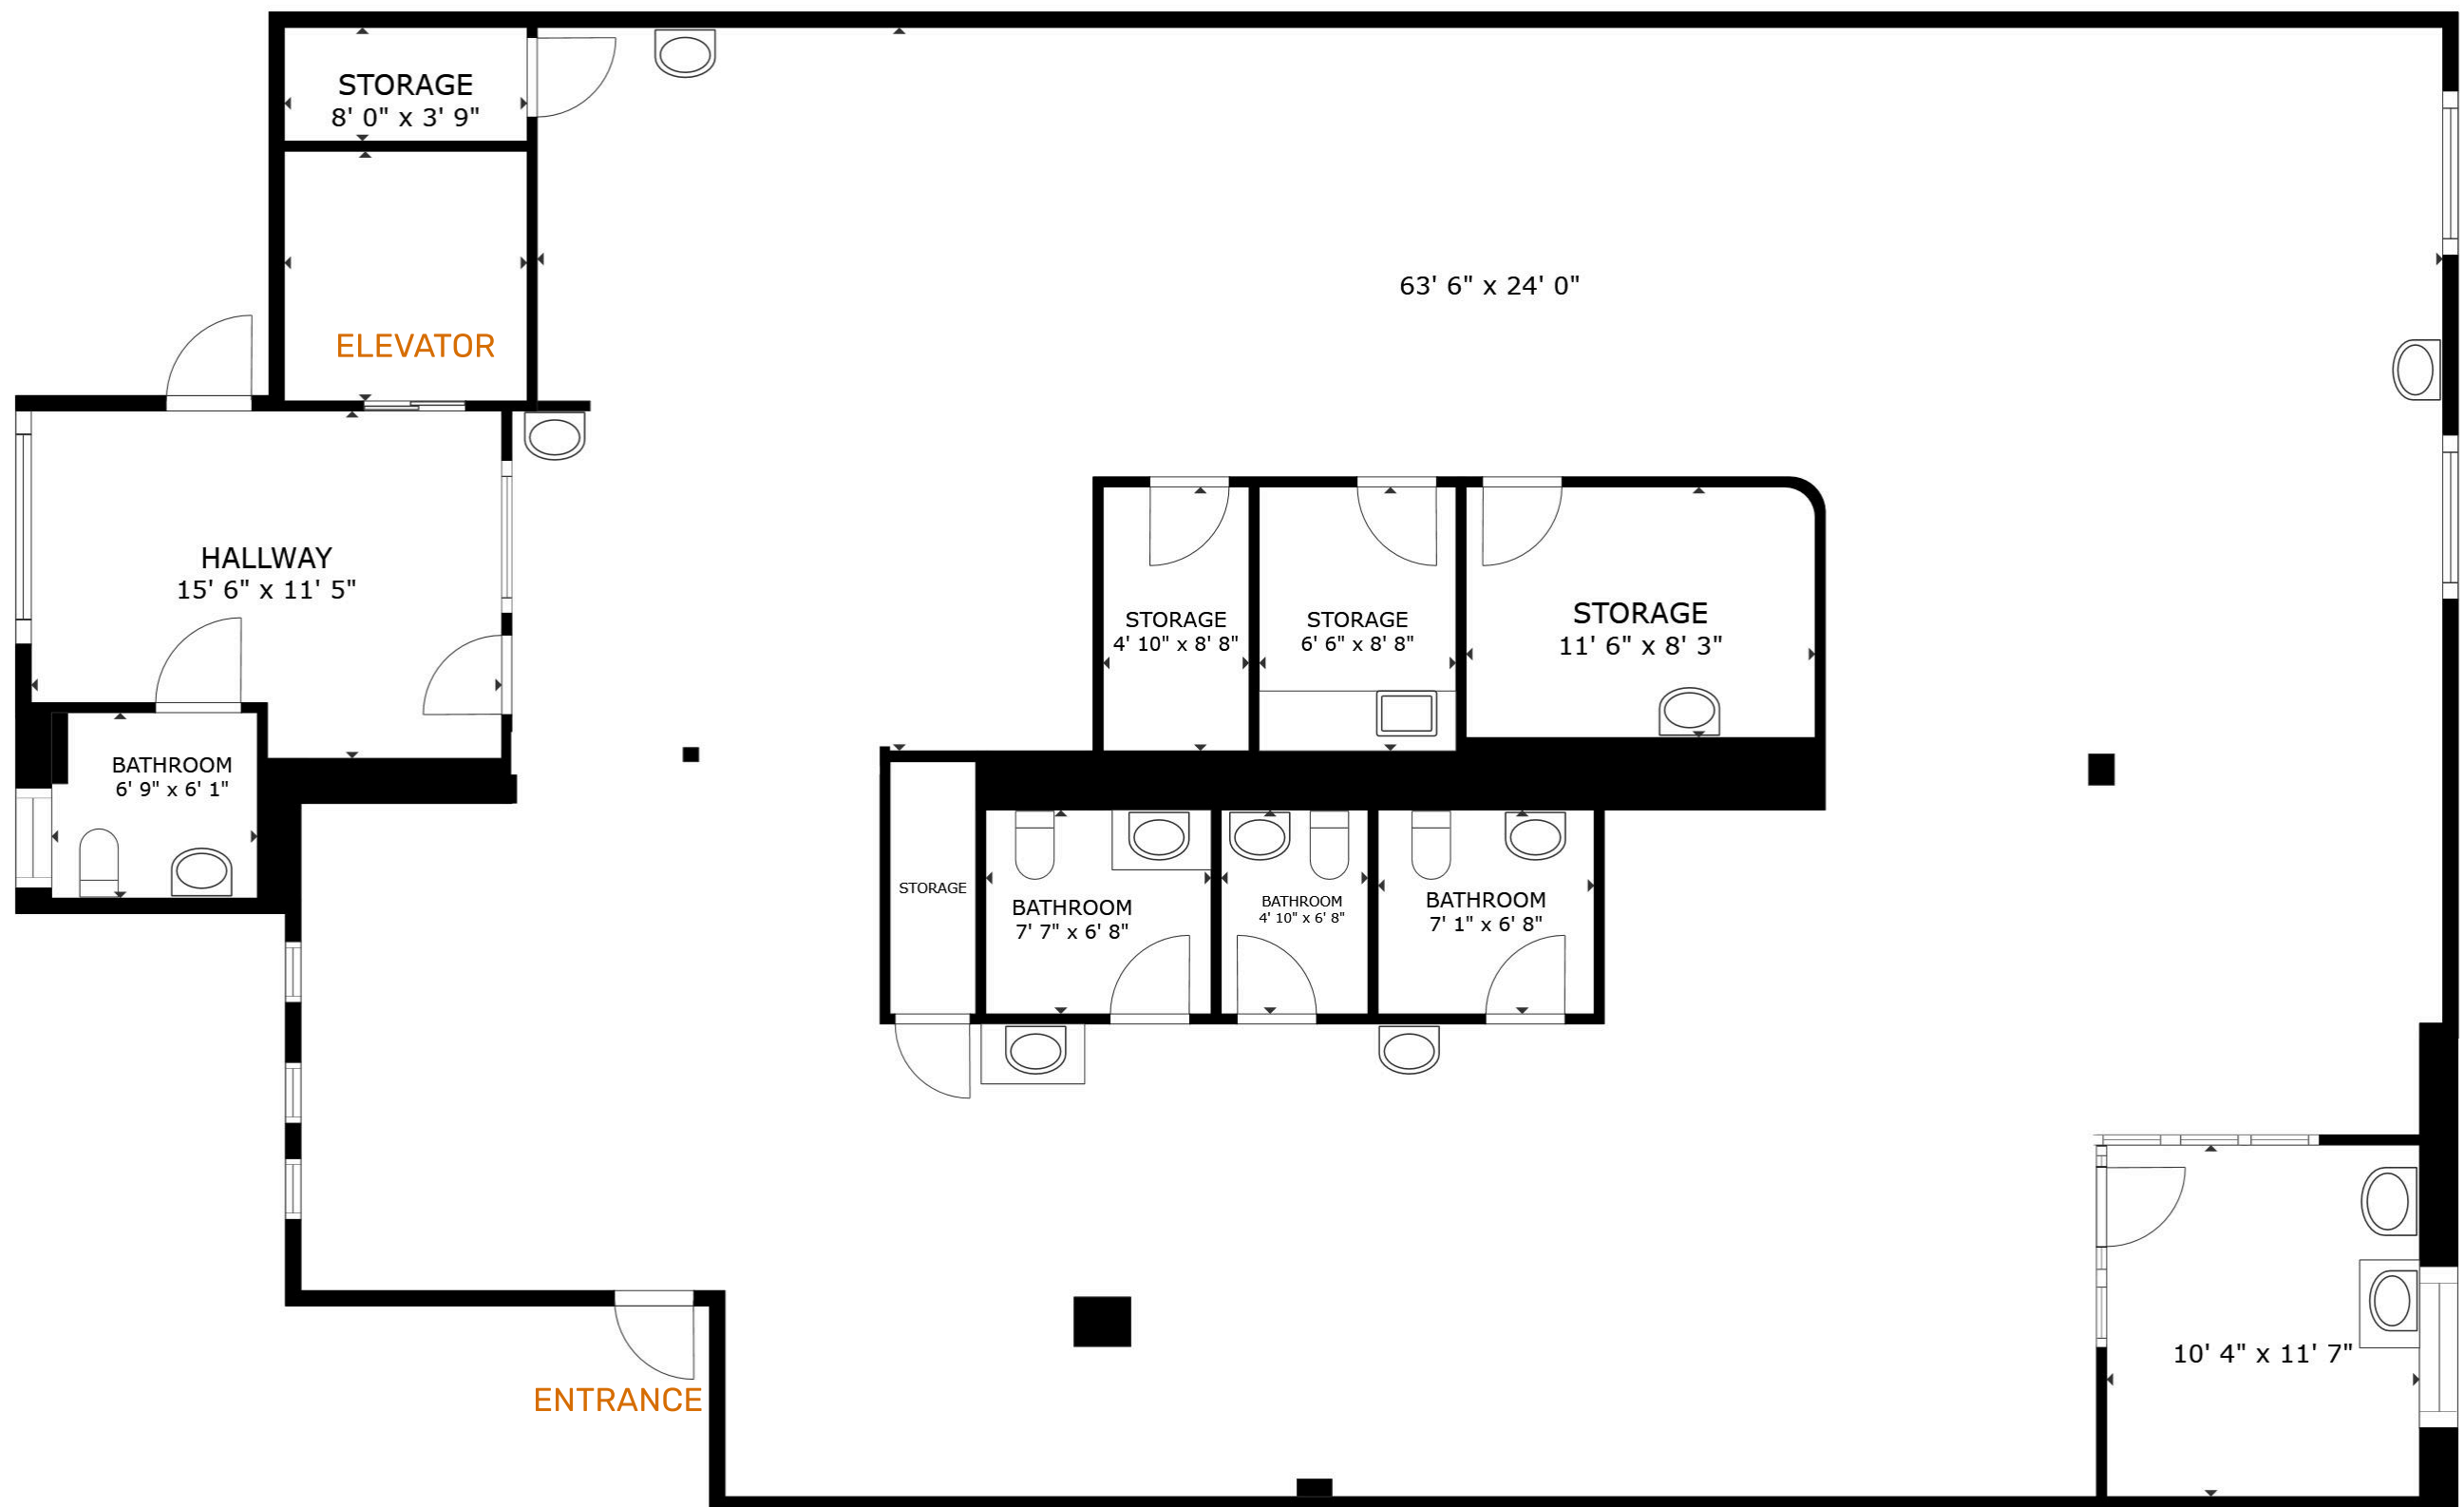 STORAGE
8' 0" x 3' 9"
63' 6" x 24' 0"
ELEVATOR
HALLWAY
15' 6" x 11' 5"
STORAGE
4' 10" x 8' 8"
STORAGE
6' 6" x 8' 8"
STORAGE
11' 6" x 8' 3"
BATHROOM
6' 9" x 6' 1"
STORAGE
BATHROOM
7' 7" x 6' 8"
BATHROOM
4' 10" x 6' 8"
BATHROOM
7' 1" x 6' 8"
10' 4" x 11' 7"
ENTRANCE